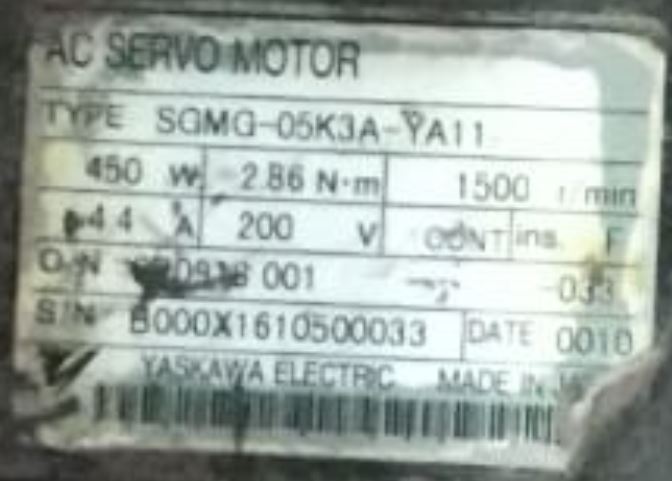 AC SERVO MOTOR
TYPE SGMG-05K3A-YA11
450 W 2.86 N·m 1500 r/min
4.4 A 200 V CONT ins. F
O/N 001 -033
S/N B000X1610500033 DATE 0010
YASKAWA ELECTRIC MADE IN